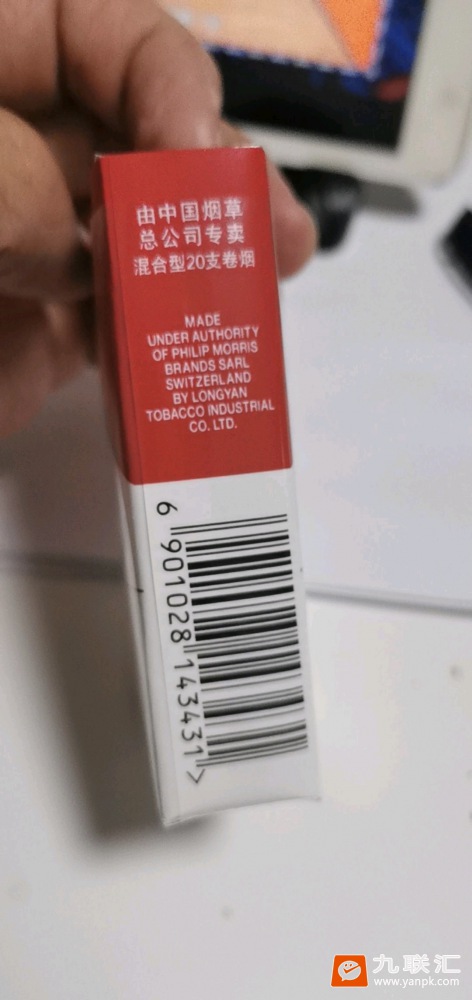 由中国烟草
总公司专卖
混合型20支卷烟
MADE
UNDER AUTHORITY
OF PHILIP MORRIS
BRANDS SARL
SWITZERLAND
BY LONGYAN
TOBACCO INDUSTRIAL
CO. LTD.
6 901028 143431 >
九联汇
www.yanpk.com